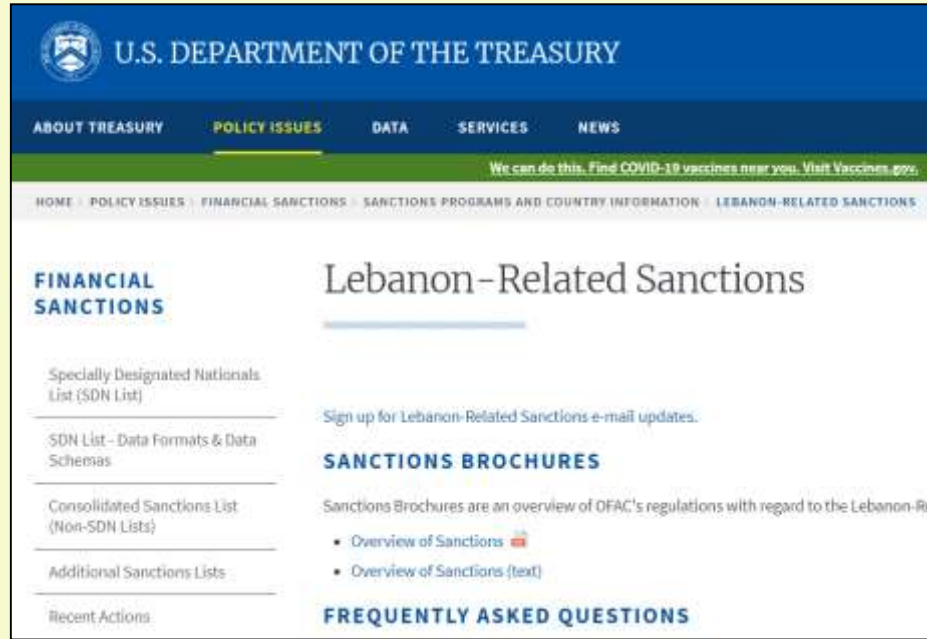 U.S. DEPARTMENT OF THE TREASURY
ABOUT TREASURY POLICY ISSUES DATA SERVICES NEWS
We can do this. Find COVID-19 vaccines near you. Visit Vaccines.gov.
HOME POLICY ISSUES FINANCIAL SANCTIONS SANCTIONS PROGRAMS AND COUNTRY INFORMATION LEBANON-RELATED SANCTIONS
FINANCIAL
SANCTIONS
Specially Designated Nationals
List (SDN List)
SDN List - Data Formats & Data
Schemas
Consolidated Sanctions List
(Non-SDN Lists)
Additional Sanctions Lists
Recent Actions
Lebanon-Related Sanctions
Sign up for Lebanon-Related Sanctions e-mail updates.
SANCTIONS BROCHURES
Sanctions Brochures are an overview of OFAC's regulations with regard to the Lebanon-R
• Overview of Sanctions
• Overview of Sanctions (text)
FREQUENTLY ASKED QUESTIONS